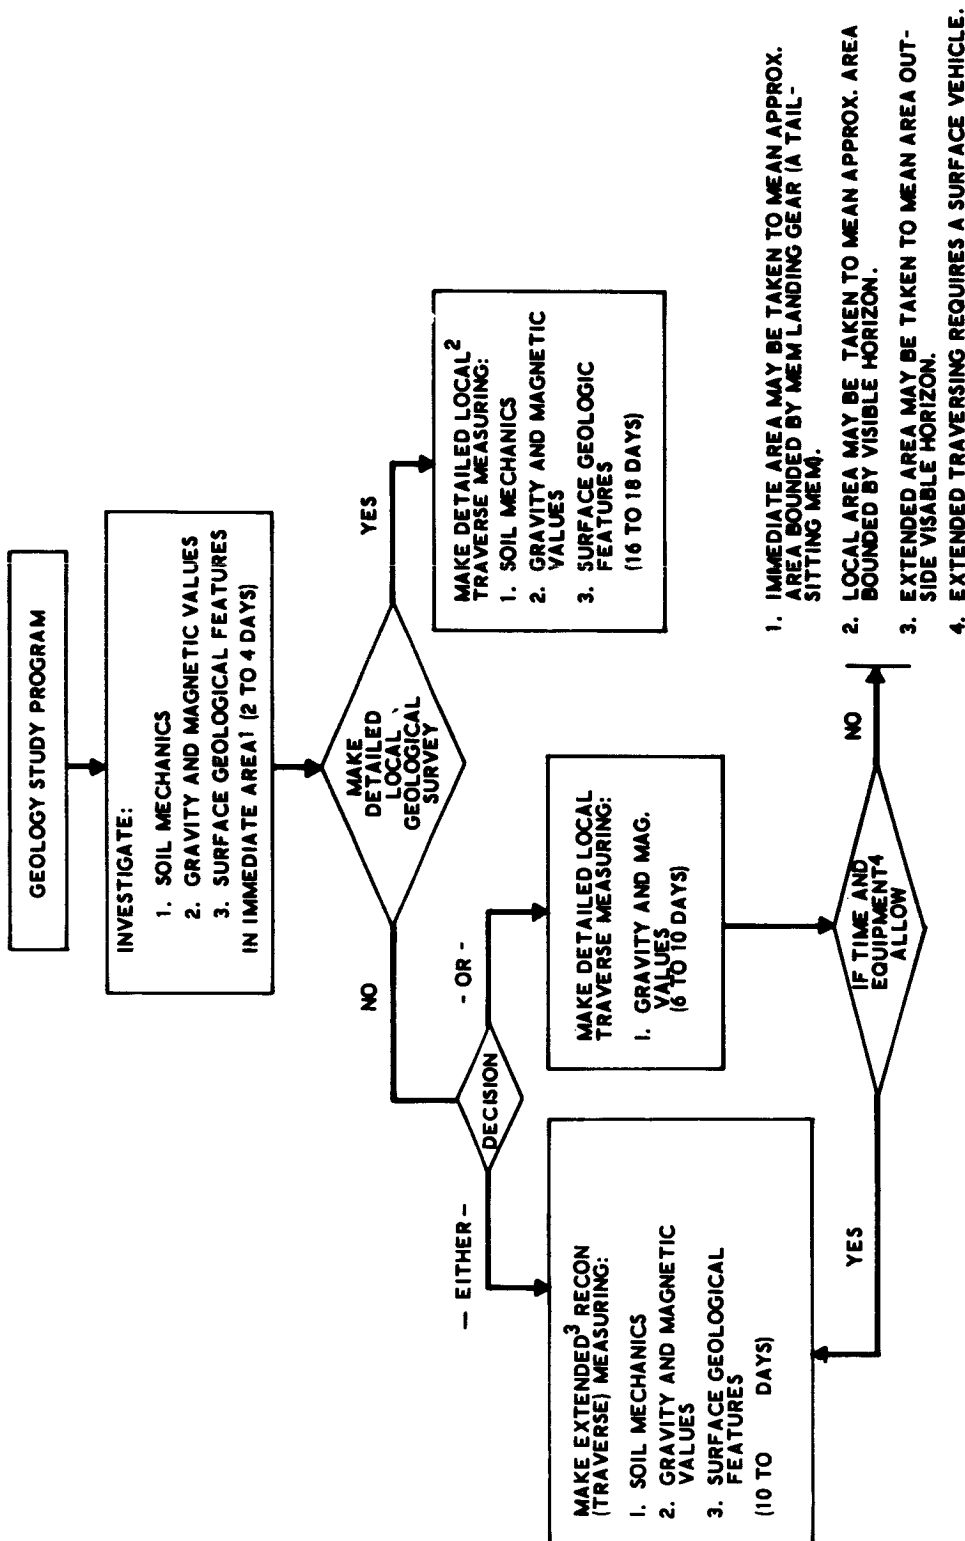 GEOLOGY STUDY PROGRAM
INVESTIGATE:
1. SOIL MECHANICS
2. GRAVITY AND MAGNETIC VALUES
3. SURFACE GEOLOGICAL FEATURES
IN IMMEDIATE AREA1 (2 TO 4 DAYS)
MAKE
DETAILED
LOCAL
GEOLOGICAL
SURVEY
NO
YES
MAKE DETAILED LOCAL2
TRAVERSE MEASURING:
1. SOIL MECHANICS
2. GRAVITY AND MAGNETIC
VALUES
3. SURFACE GEOLOGIC
FEATURES
(16 TO 18 DAYS)
DECISION
— EITHER -
- OR -
MAKE EXTENDED3 RECON
(TRAVERSE) MEASURING:
1. SOIL MECHANICS
2. GRAVITY AND MAGNETIC
VALUES
3. SURFACE GEOLOGICAL
FEATURES
(10 TO DAYS)
MAKE DETAILED LOCAL
TRAVERSE MEASURING:
1. GRAVITY AND MAG.
VALUES
(6 TO 10 DAYS)
IF TIME AND
EQUIPMENT4
ALLOW
YES
NO
1. IMMEDIATE AREA MAY BE TAKEN TO MEAN APPROX.
AREA BOUNDED BY MEM LANDING GEAR (A TAIL-
SITTING MEM).
2. LOCAL AREA MAY BE TAKEN TO MEAN APPROX. AREA
BOUNDED BY VISIBLE HORIZON.
3. EXTENDED AREA MAY BE TAKEN TO MEAN AREA OUT-
SIDE VISABLE HORIZON.
4. EXTENDED TRAVERSING REQUIRES A SURFACE VEHICLE.